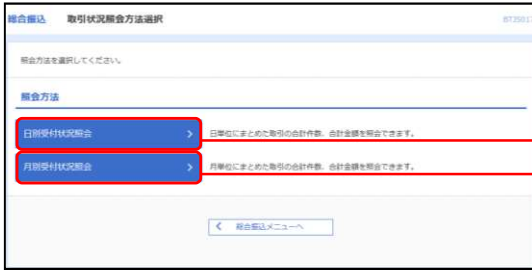 総合振込 取引状況照会方法選択
照会方法を選択してください。
照会方法
日別受付状況照会
日単位にまとめた取引の合計件数、合計金額を照会できます。
月別受付状況照会
月単位にまとめた取引の合計件数、合計金額を照会できます。
総合振込メニューへ